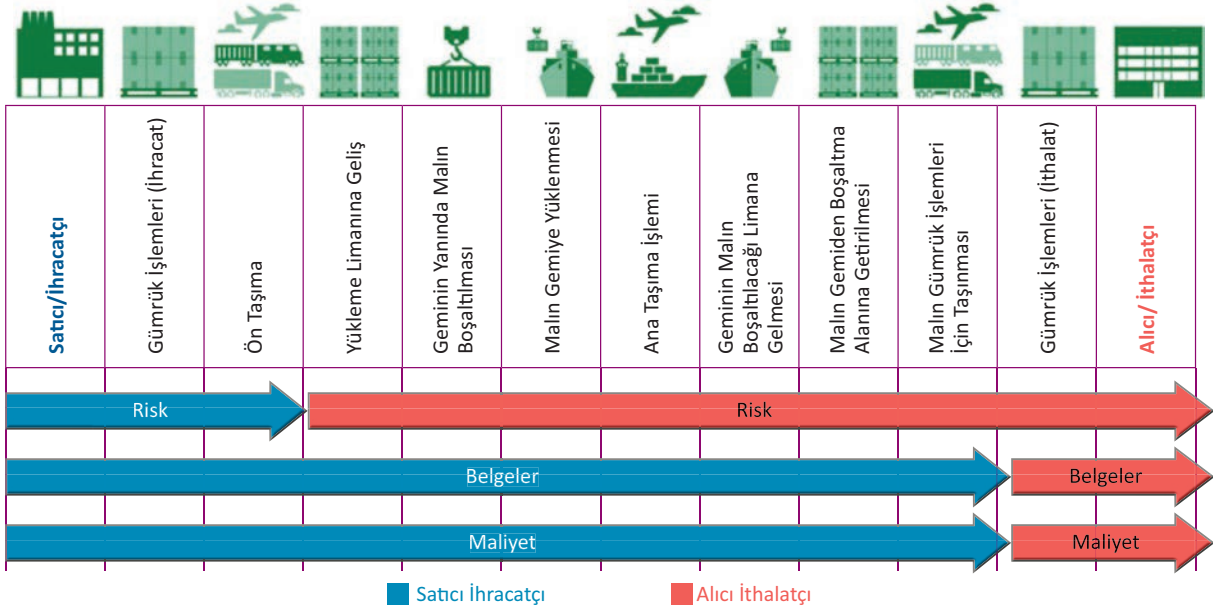 Satıcı/İhracatçı
Gümrük İşlemleri (İhracat)
Ön Taşıma
Yükleme Limanına Geliş
Geminin Yanında Malın
Boşaltılması
Malın Gemiye Yüklenmesi
Ana Taşıma İşlemi
Geminin Malın
Boşaltılacağı Limana
Gelmesi
Malın Gemiden Boşaltma
Alanına Getirilmesi
Malın Gümrük İşlemleri
İçin Taşınması
Gümrük İşlemleri (İthalat)
Alıcı/ İthalatçı
Risk
Risk
Belgeler
Belgeler
Maliyet
Maliyet
Satıcı İhracatçı
Alıcı İthalatçı